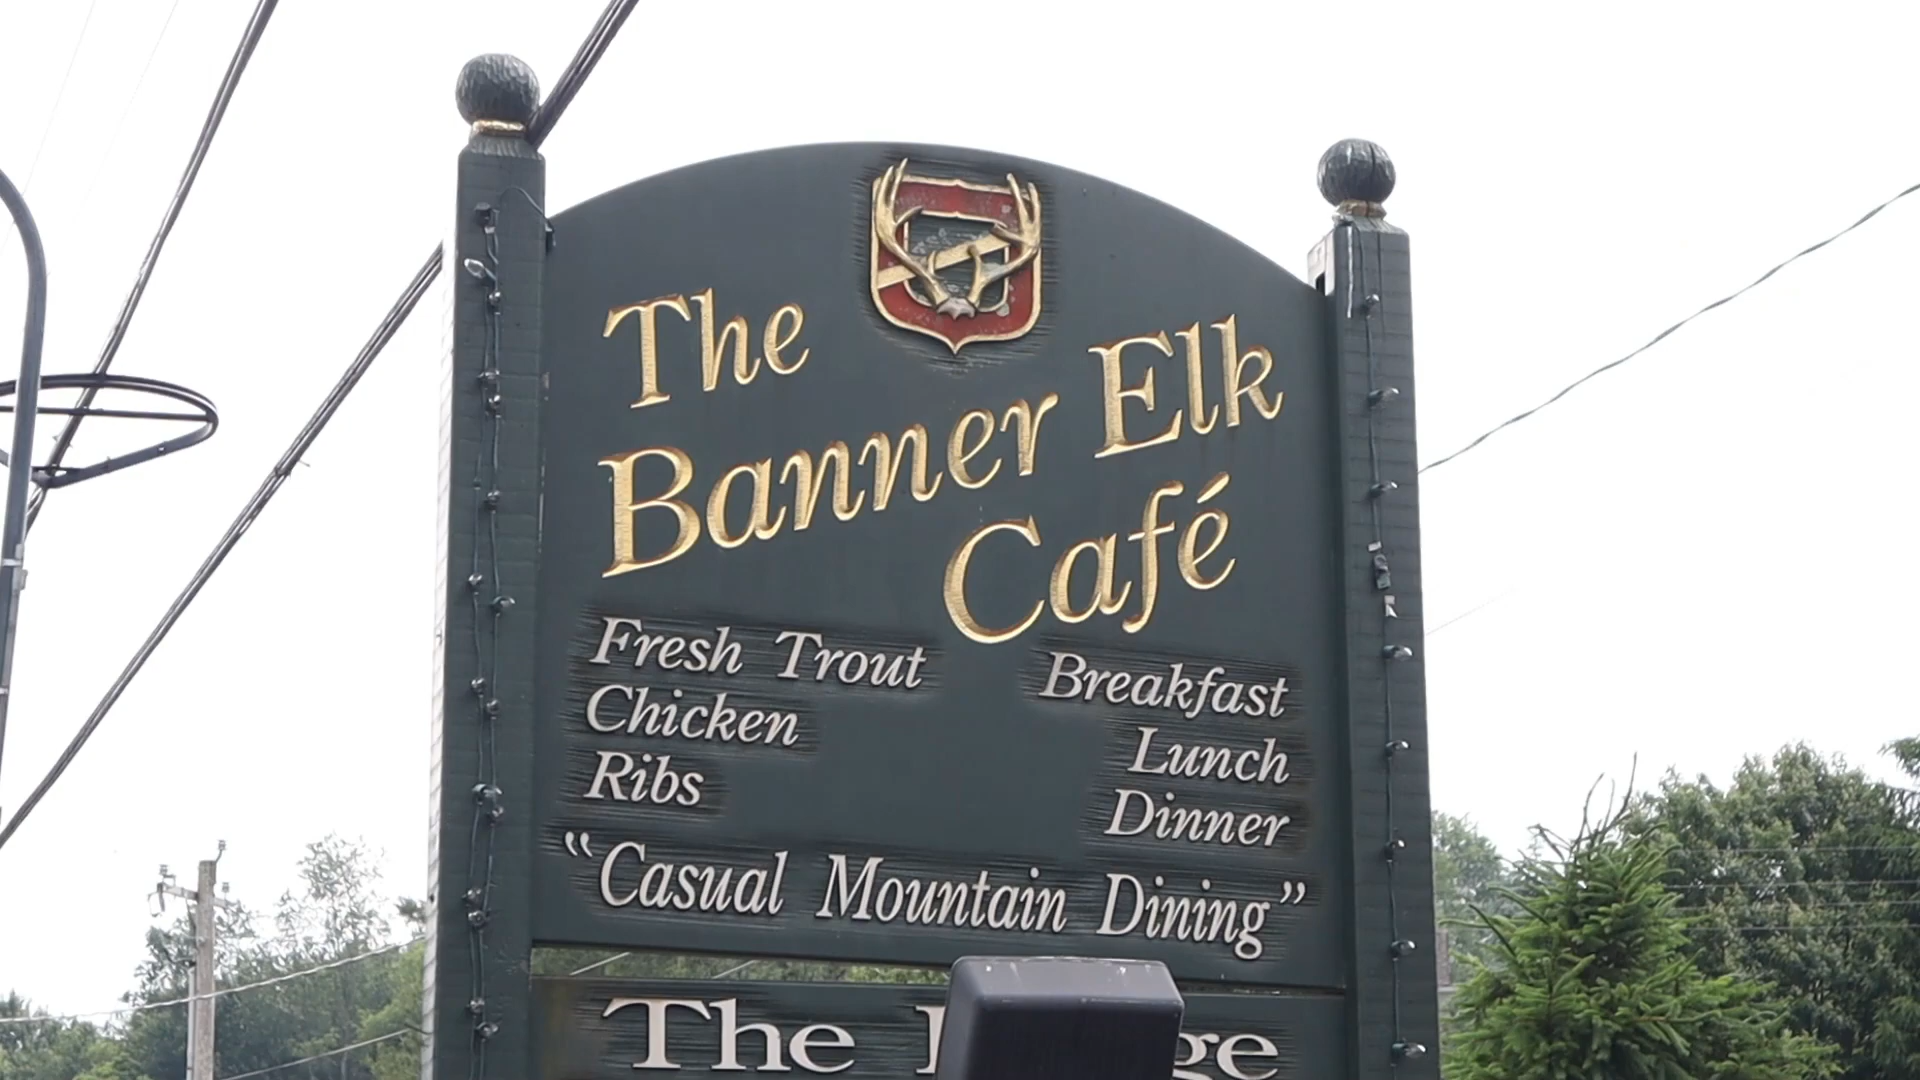 The
Banner Elk
Café
Fresh Trout
Chicken
Ribs
Breakfast
Lunch
Dinner
"Casual Mountain Dining"
The